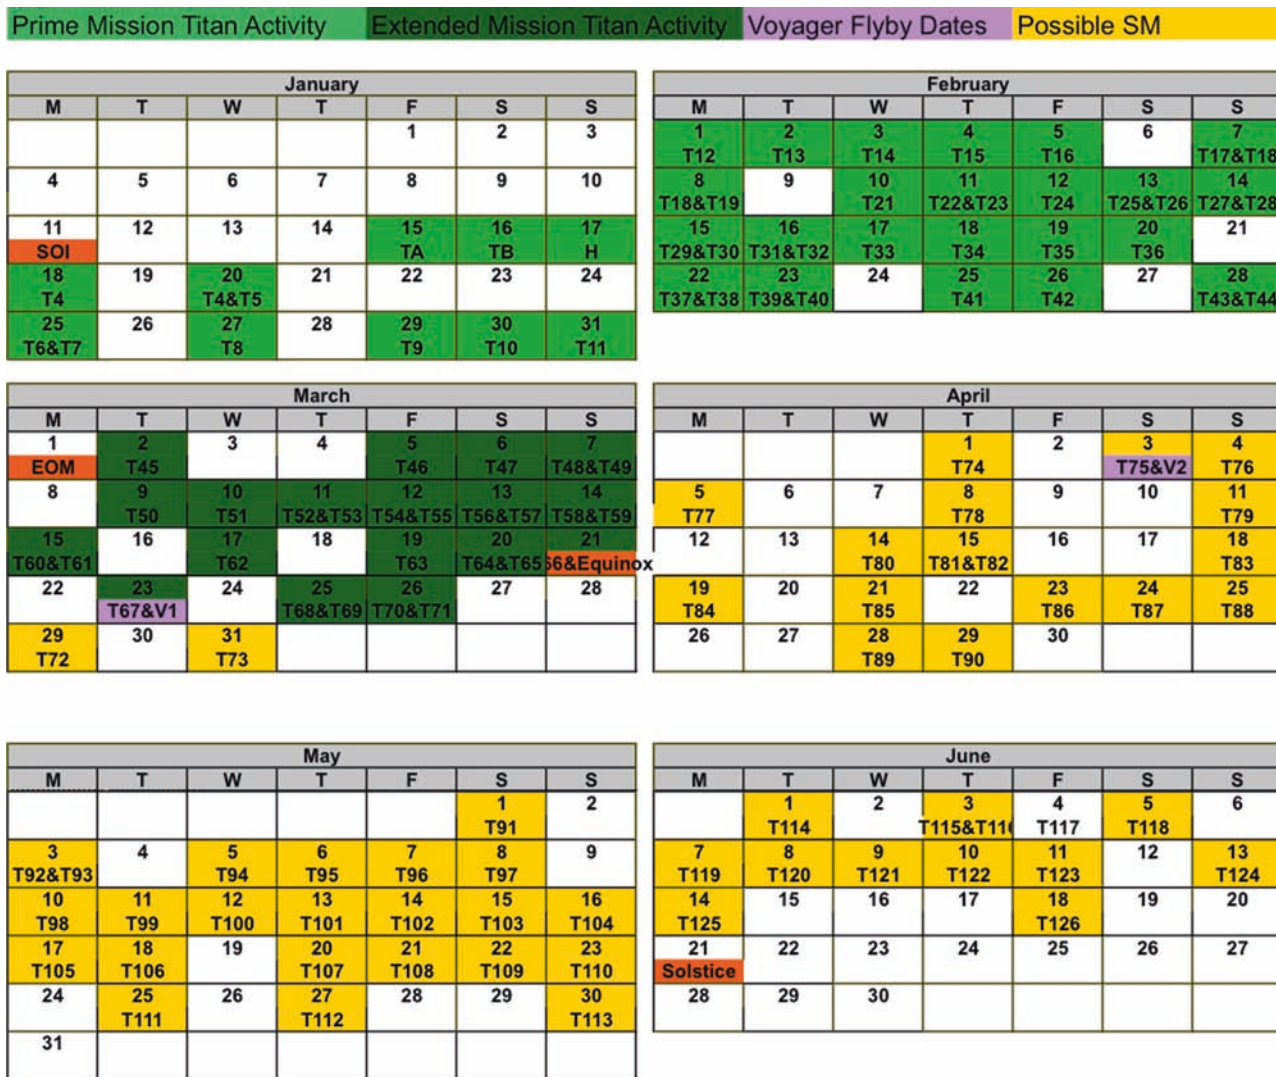 Prime Mission Titan Activity Extended Mission Titan Activity Voyager Flyby Dates Possible SM
January
M T W T F S S
1 2 3
4 5 6 7 8 9 10
11 12 13 14 15 16 17
SOI TA TB H
18 19 20 21 22 23 24
T4 T4&T5
25 26 27 28 29 30 31
T6&T7 T8 T9 T10 T11
February
M T W T F S S
1 2 3 4 5 6 7
T12 T13 T14 T15 T16 T17&T18
8 9 10 11 12 13 14
T18&T19 T21 T22&T23 T24 T25&T26 T27&T28
15 16 17 18 19 20 21
T29&T30 T31&T32 T33 T34 T35 T36
22 23 24 25 26 27 28
T37&T38 T39&T40 T41 T42 T43&T44
March
M T W T F S S
1 2 3 4 5 6 7
EOM T45 T46 T47 T48&T49
8 9 10 11 12 13 14
T50 T51 T52&T53 T54&T55 T56&T57 T58&T59
15 16 17 18 19 20 21
T60&T61 T62 T63 T64&T65 66&Equinox
22 23 24 25 26 27 28
T67&V1 T68&T69 T70&T71
29 30 31
T72 T73
April
M T W T F S S
1 2 3 4
T74 T75&V2 T76
5 6 7 8 9 10 11
T77 T78 T79
12 13 14 15 16 17 18
T80 T81&T82 T83
19 20 21 22 23 24 25
T84 T85 T86 T87 T88
26 27 28 29 30
T89 T90
May
M T W T F S S
1 2
T91
3 4 5 6 7 8 9
T92&T93 T94 T95 T96 T97
10 11 12 13 14 15 16
T98 T99 T100 T101 T102 T103 T104
17 18 19 20 21 22 23
T105 T106 T107 T108 T109 T110
24 25 26 27 28 29 30
T111 T112 T113
31
June
M T W T F S S
1 2 3 4 5 6
T114 T115&T116 T117 T118
7 8 9 10 11 12 13
T119 T120 T121 T122 T123 T124
14 15 16 17 18 19 20
T125 T126
21 22 23 24 25 26 27
Solstice
28 29 30